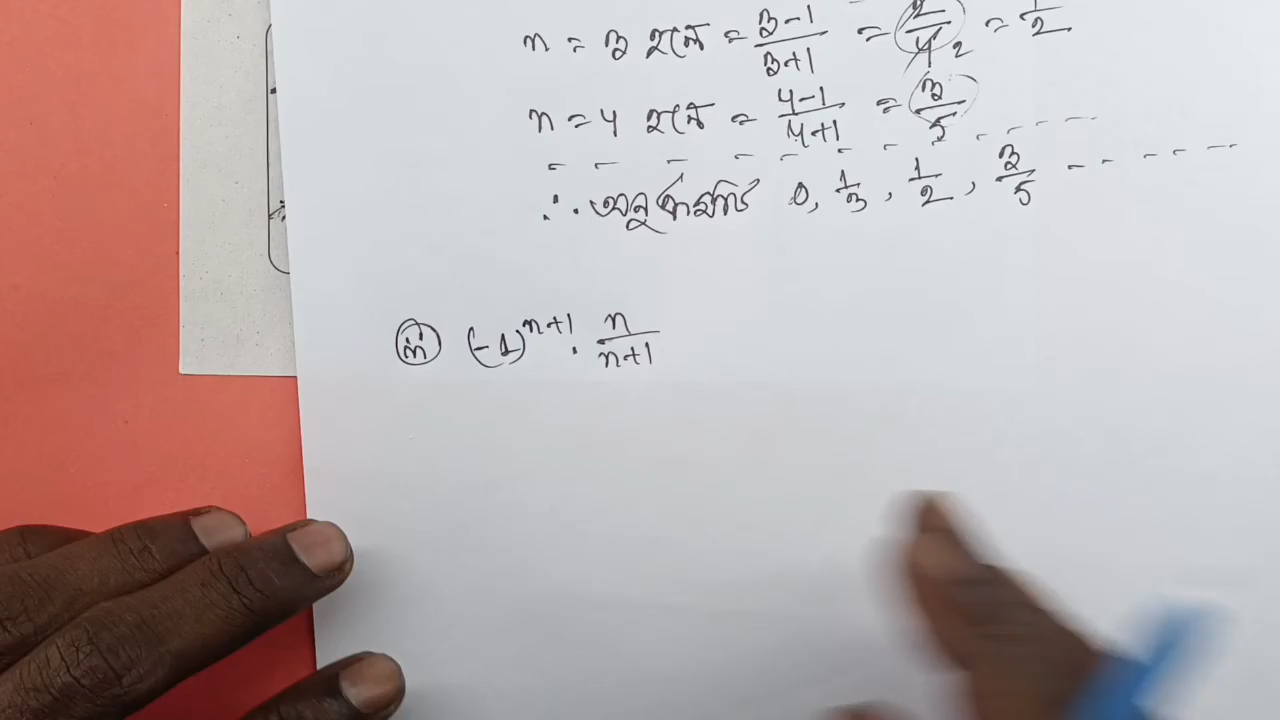 n = 3 হলে = 3-1/3+1 = 2/4 2 = 1/2
n = 4 হলে = 4-1/4+1 = 3/5
- - - - - - - - - - - - -
∴ অনুক্রমটি 0, 1/3, 1/2, 3/5 - - - - - -
(iii) (-1)^{n+1} . n/n+1